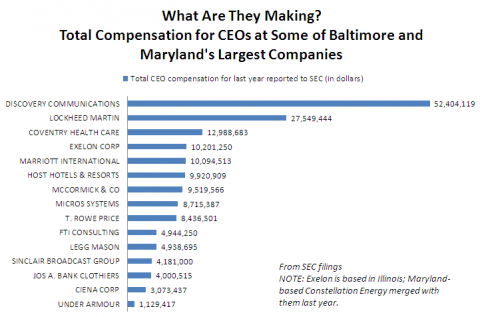 What Are They Making?
Total Compensation for CEOs at Some of Baltimore and
Maryland's Largest Companies
Total CEO compensation for last year reported to SEC (in dollars)
DISCOVERY COMMUNICATIONS 52,404,119
LOCKHEED MARTIN 27,549,444
COVENTRY HEALTH CARE 12,988,683
EXELON CORP 10,201,250
MARRIOTT INTERNATIONAL 10,094,513
HOST HOTELS & RESORTS 9,920,909
MCCORMICK & CO 9,519,566
MICROS SYSTEMS 8,715,387
T. ROWE PRICE 8,436,501
FTI CONSULTING 4,944,250
LEGG MASON 4,938,695
SINCLAIR BROADCAST GROUP 4,181,000
JOS A. BANK CLOTHIERS 4,000,515
CIENA CORP 3,073,437
UNDER ARMOUR 1,129,417
From SEC filings
NOTE: Exelon is based in Illinois; Maryland-
based Constellation Energy merged with
them last year.